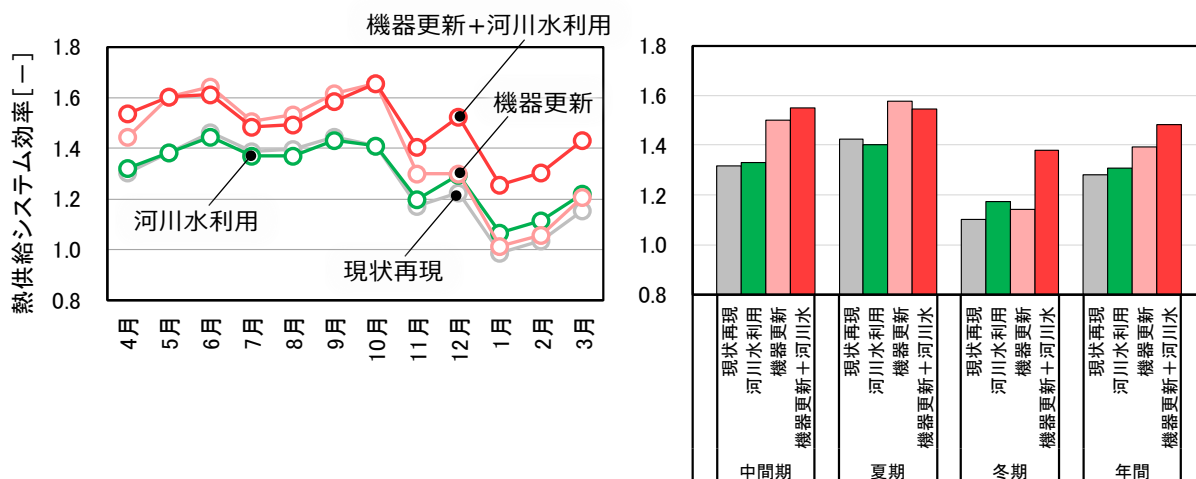 熱供給システム効率[－]
1.8
1.6
1.4
1.2
1.0
0.8
4月
5月
6月
7月
8月
9月
10月
11月
12月
1月
2月
3月
機器更新+河川水利用
機器更新
河川水利用
現状再現
1.8
1.6
1.4
1.2
1.0
0.8
現状再現
河川水利用
機器更新
機器更新＋河川水
現状再現
河川水利用
機器更新
機器更新＋河川水
現状再現
河川水利用
機器更新
機器更新＋河川水
現状再現
河川水利用
機器更新
機器更新＋河川水
中間期
夏期
冬期
年間